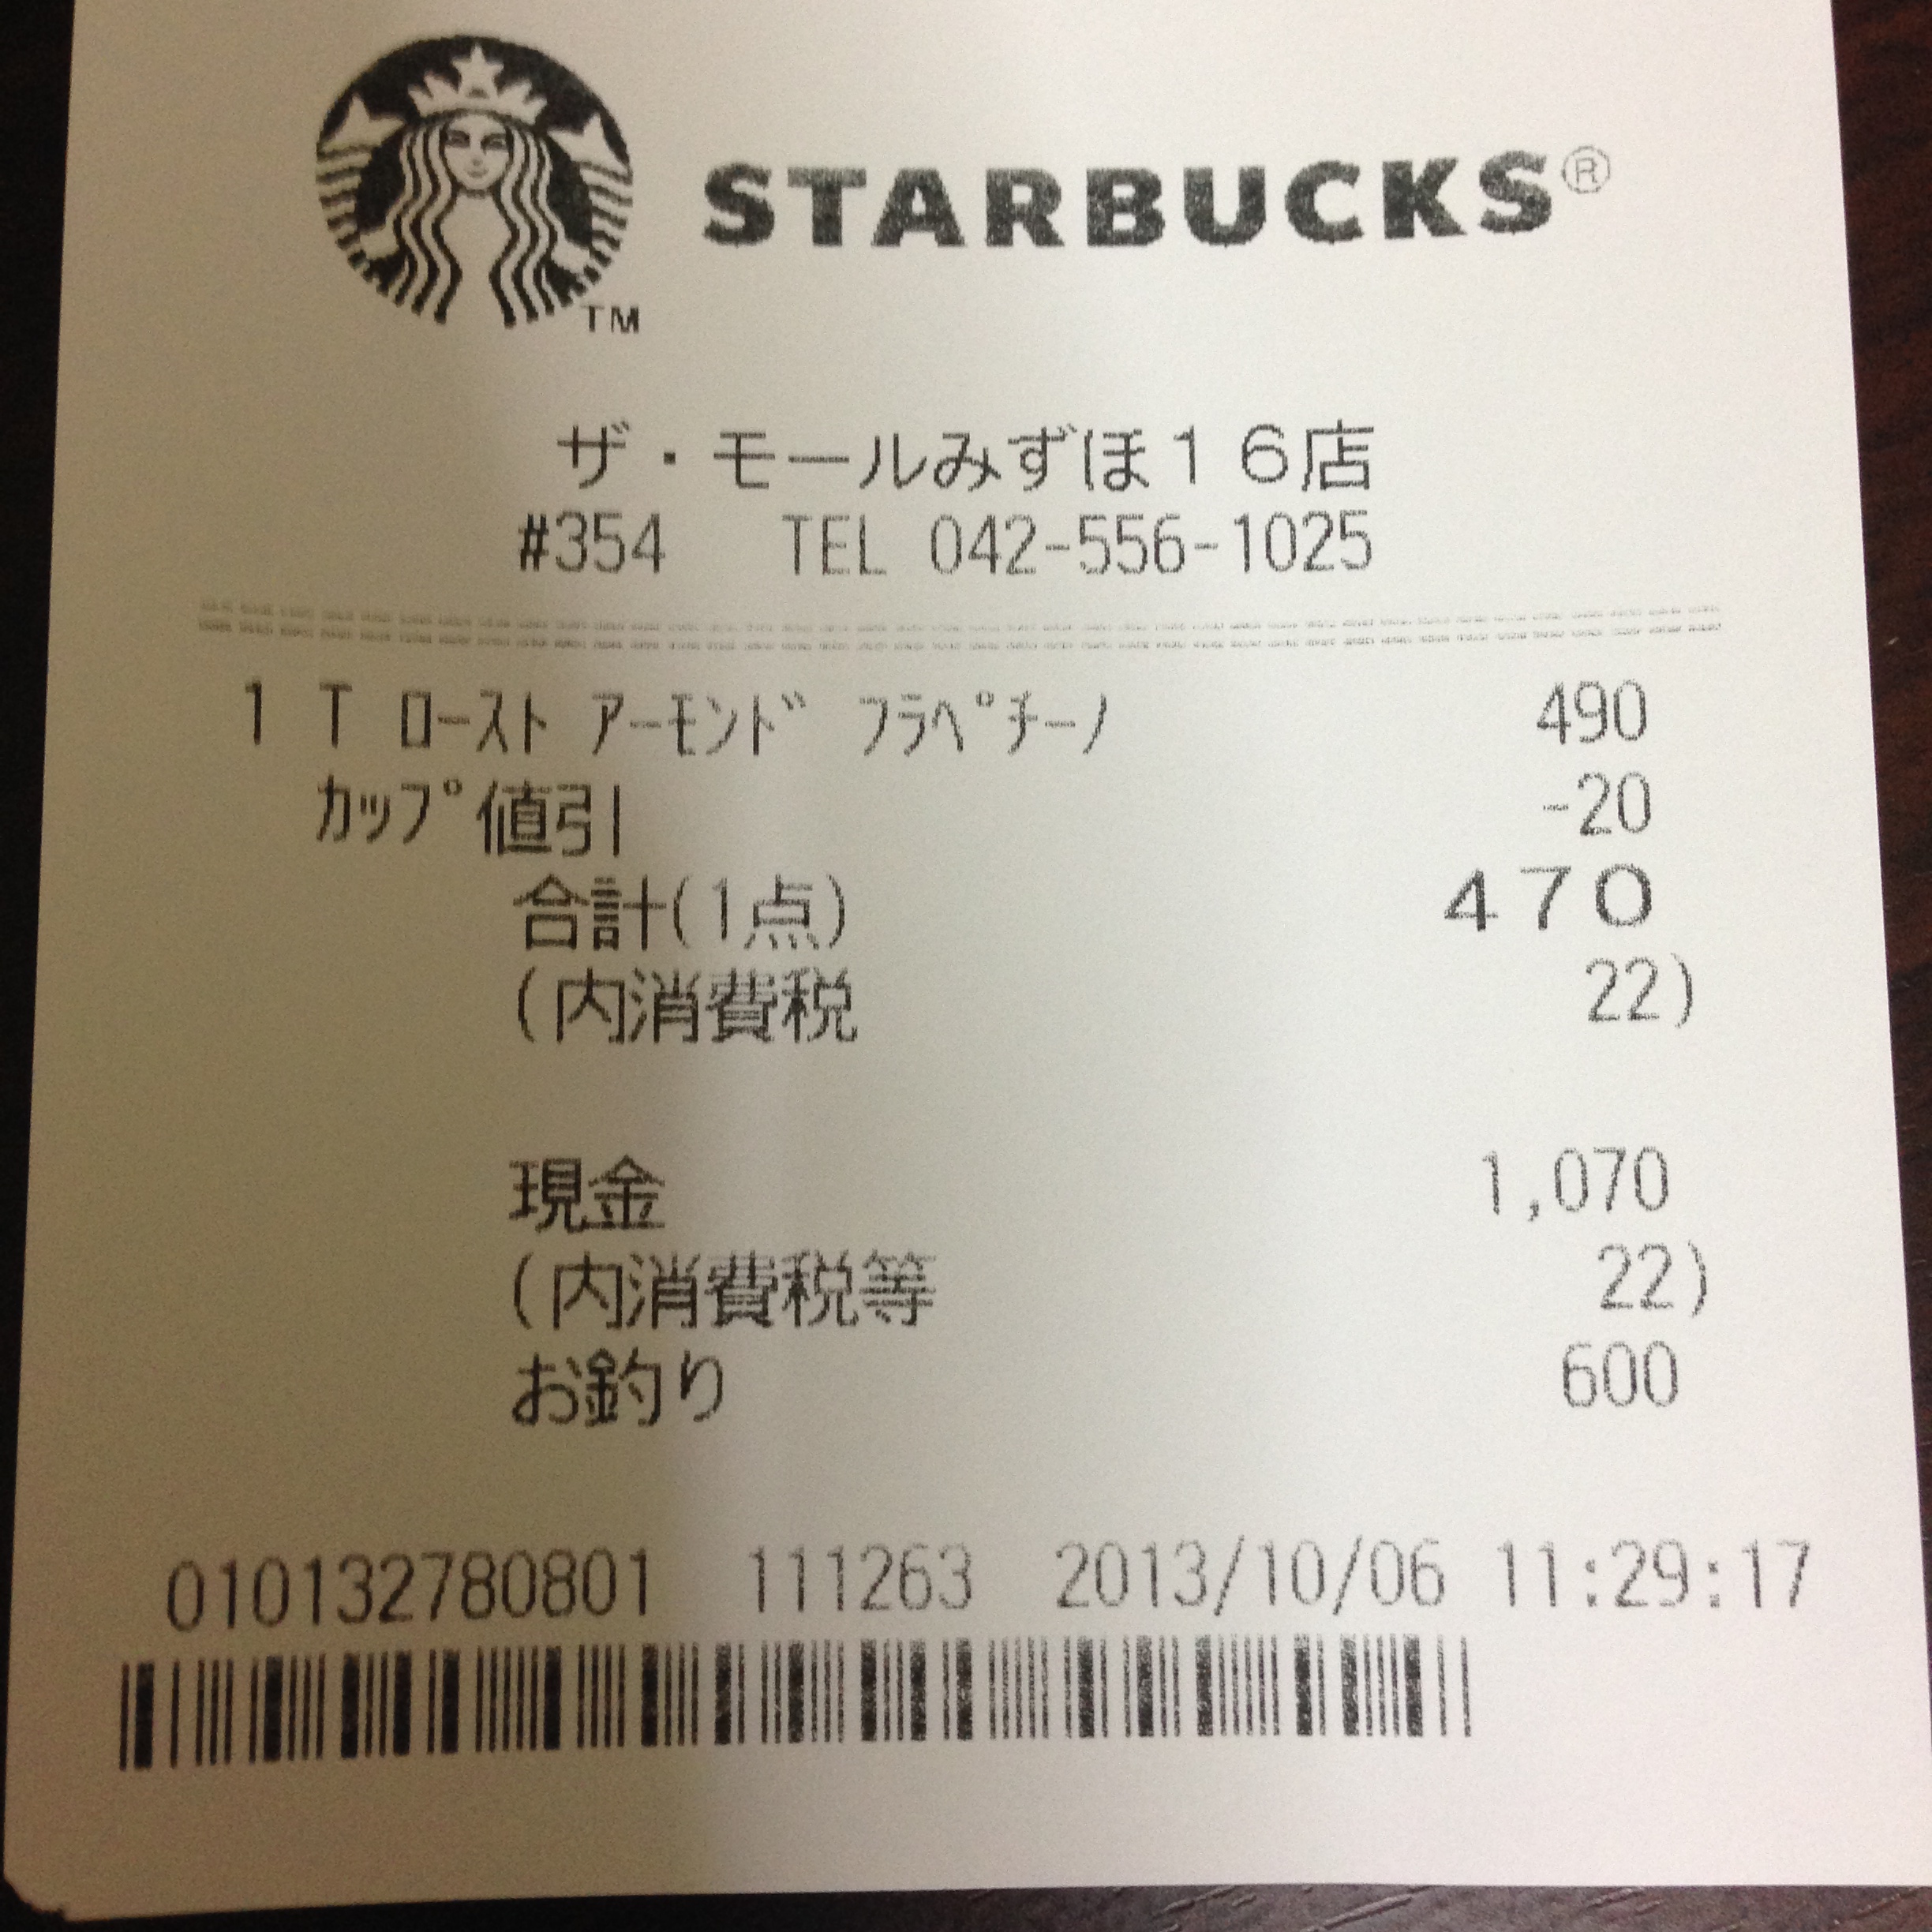 STARBUCKS®
TM
ザ・モールみずほ１６店
#354 TEL 042-556-1025
1 T ﾛｰｽﾄ ｱｰﾓﾝﾄﾞ ﾌﾗﾍﾟﾁｰﾉ 490
ｶｯﾌﾟ値引 -20
合計(1点) ４７０
(内消費税 22)
現金 1,070
(内消費税等 22)
お釣り 600
010132780801 111263 2013/10/06 11:29:17